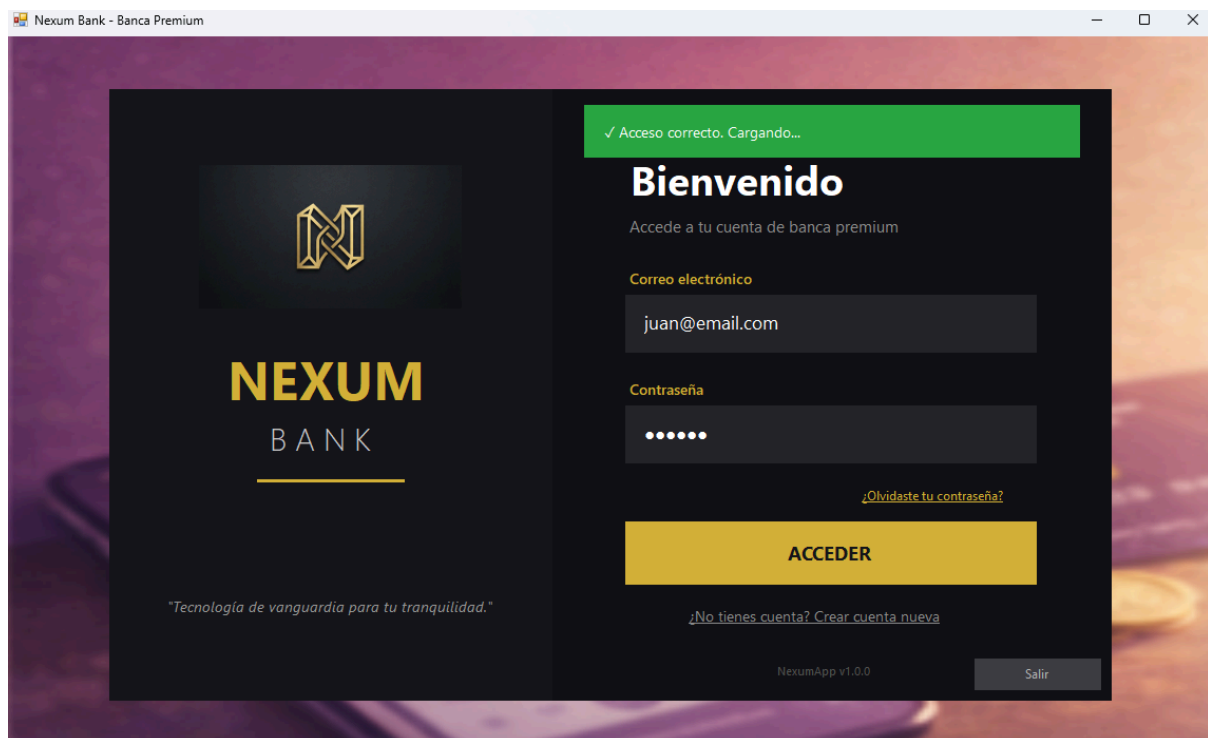 Nexum Bank - Banca Premium
NEXUM
BANK
"Tecnología de vanguardia para tu tranquilidad."
✓ Acceso correcto. Cargando...
Bienvenido
Accede a tu cuenta de banca premium
Correo electrónico
juan@email.com
Contraseña
••••••
¿Olvidaste tu contraseña?
ACCEDER
¿No tienes cuenta? Crear cuenta nueva
NexumApp v1.0.0
Salir